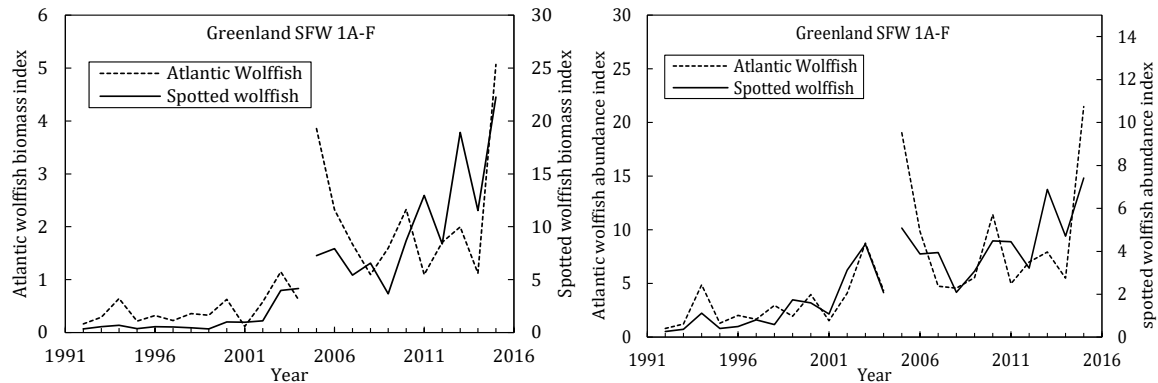 Greenland SFW 1A-F
Atlantic Wolffish
Spotted wolffish
Atlantic wolffish biomass index
6
5
4
3
2
1
0
Spotted wolffish biomass index
30
25
20
15
10
5
0
1991 1996 2001 2006 2011 2016
Year
Greenland SFW 1A-F
Atlantic Wolffish
Spotted wolffish
Atlantic wolffish abundance index
30
25
20
15
10
5
0
spotted wolffish abundance index
14
12
10
8
6
4
2
0
1991 1996 2001 2006 2011 2016
Year